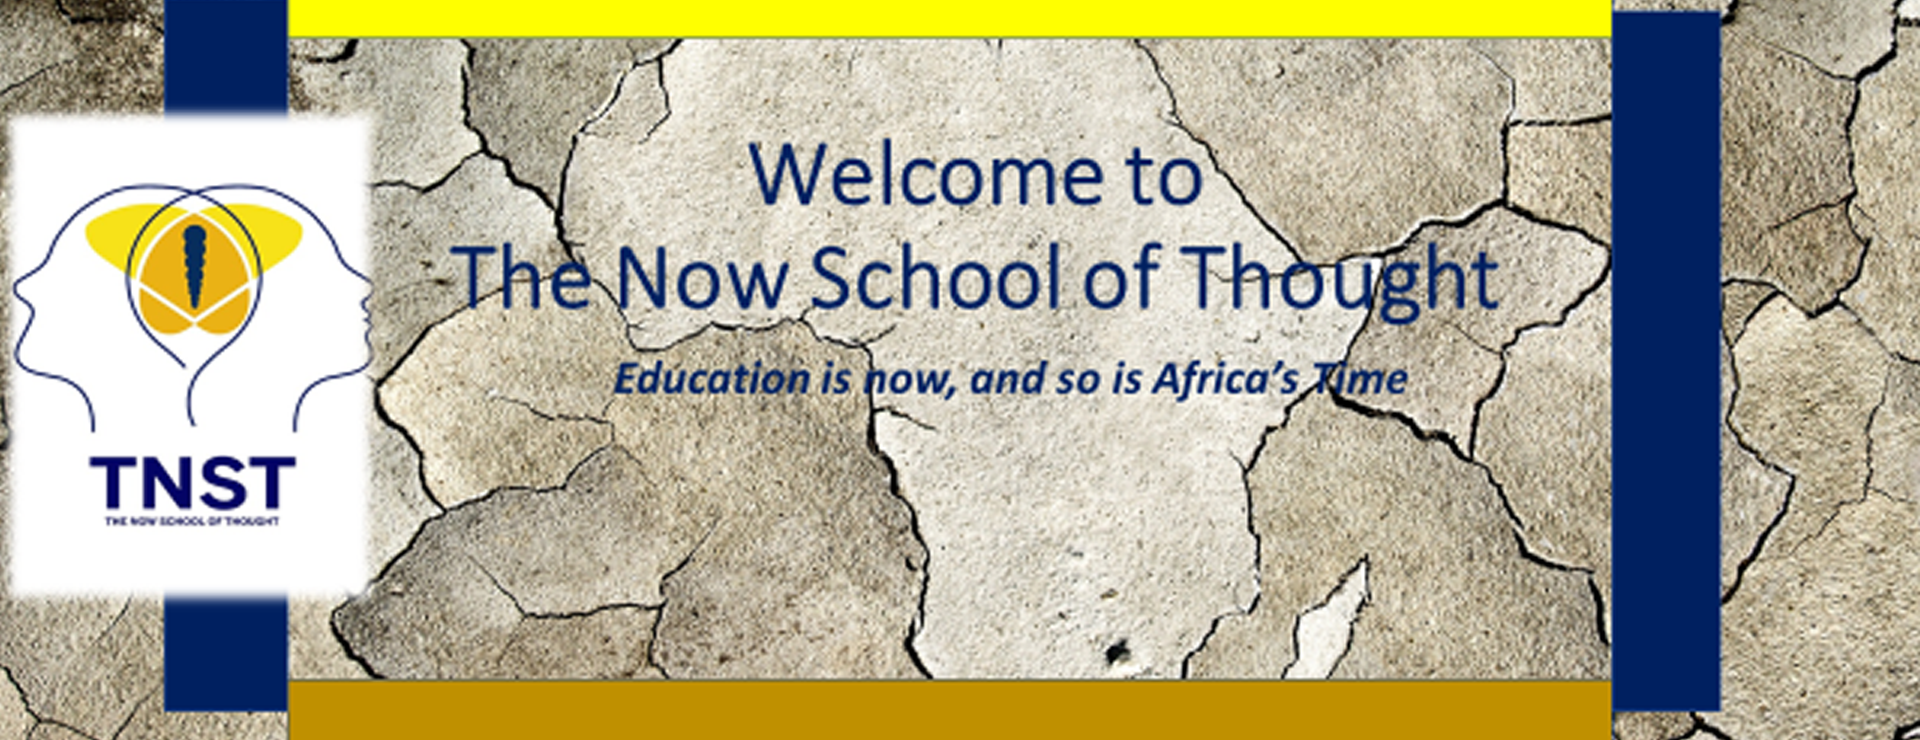 Welcome to
The Now School of Thought
Education is now, and so is Africa’s Time
TNST
THE NOW SCHOOL OF THOUGHT